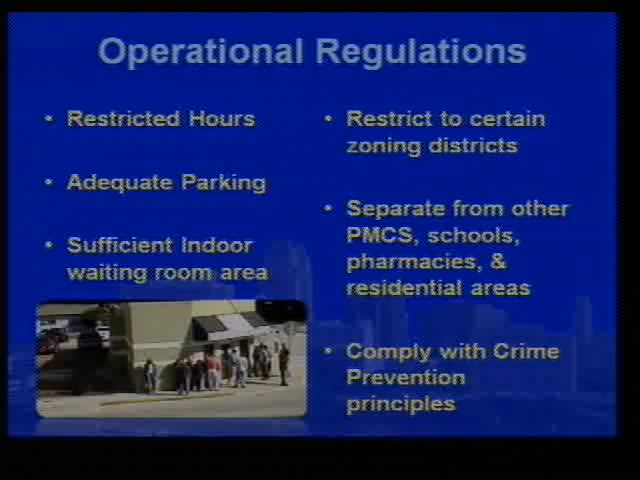 Operational Regulations
• Restricted Hours
• Adequate Parking
• Sufficient Indoor
waiting room area
• Restrict to certain
zoning districts
• Separate from other
PMCS, schools,
pharmacies, &
residential areas
• Comply with Crime
Prevention
principles